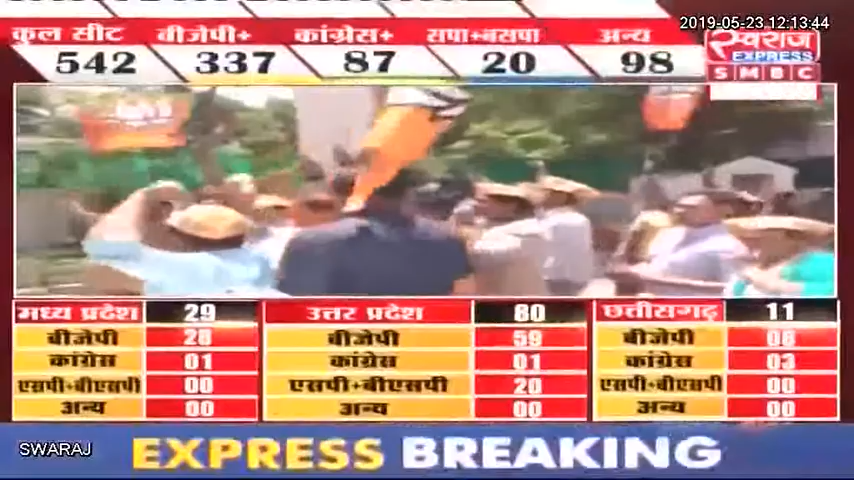 2019-05-23 12:13:44
कुल सीट बीजेपी+ कांग्रेस+ सपा+बसपा अन्य
542 337 87 20 98
स्वराज
EXPRESS
SMBC
मध्य प्रदेश 29
बीजेपी 28
कांग्रेस 01
एसपी+बीएसपी 00
अन्य 00
उत्तर प्रदेश 80
बीजेपी 59
कांग्रेस 01
एसपी+बीएसपी 20
अन्य 00
छत्तीसगढ़ 11
बीजेपी 08
कांग्रेस 03
एसपी+बीएसपी 00
अन्य 00
SWARAJ
EXPRESS BREAKING